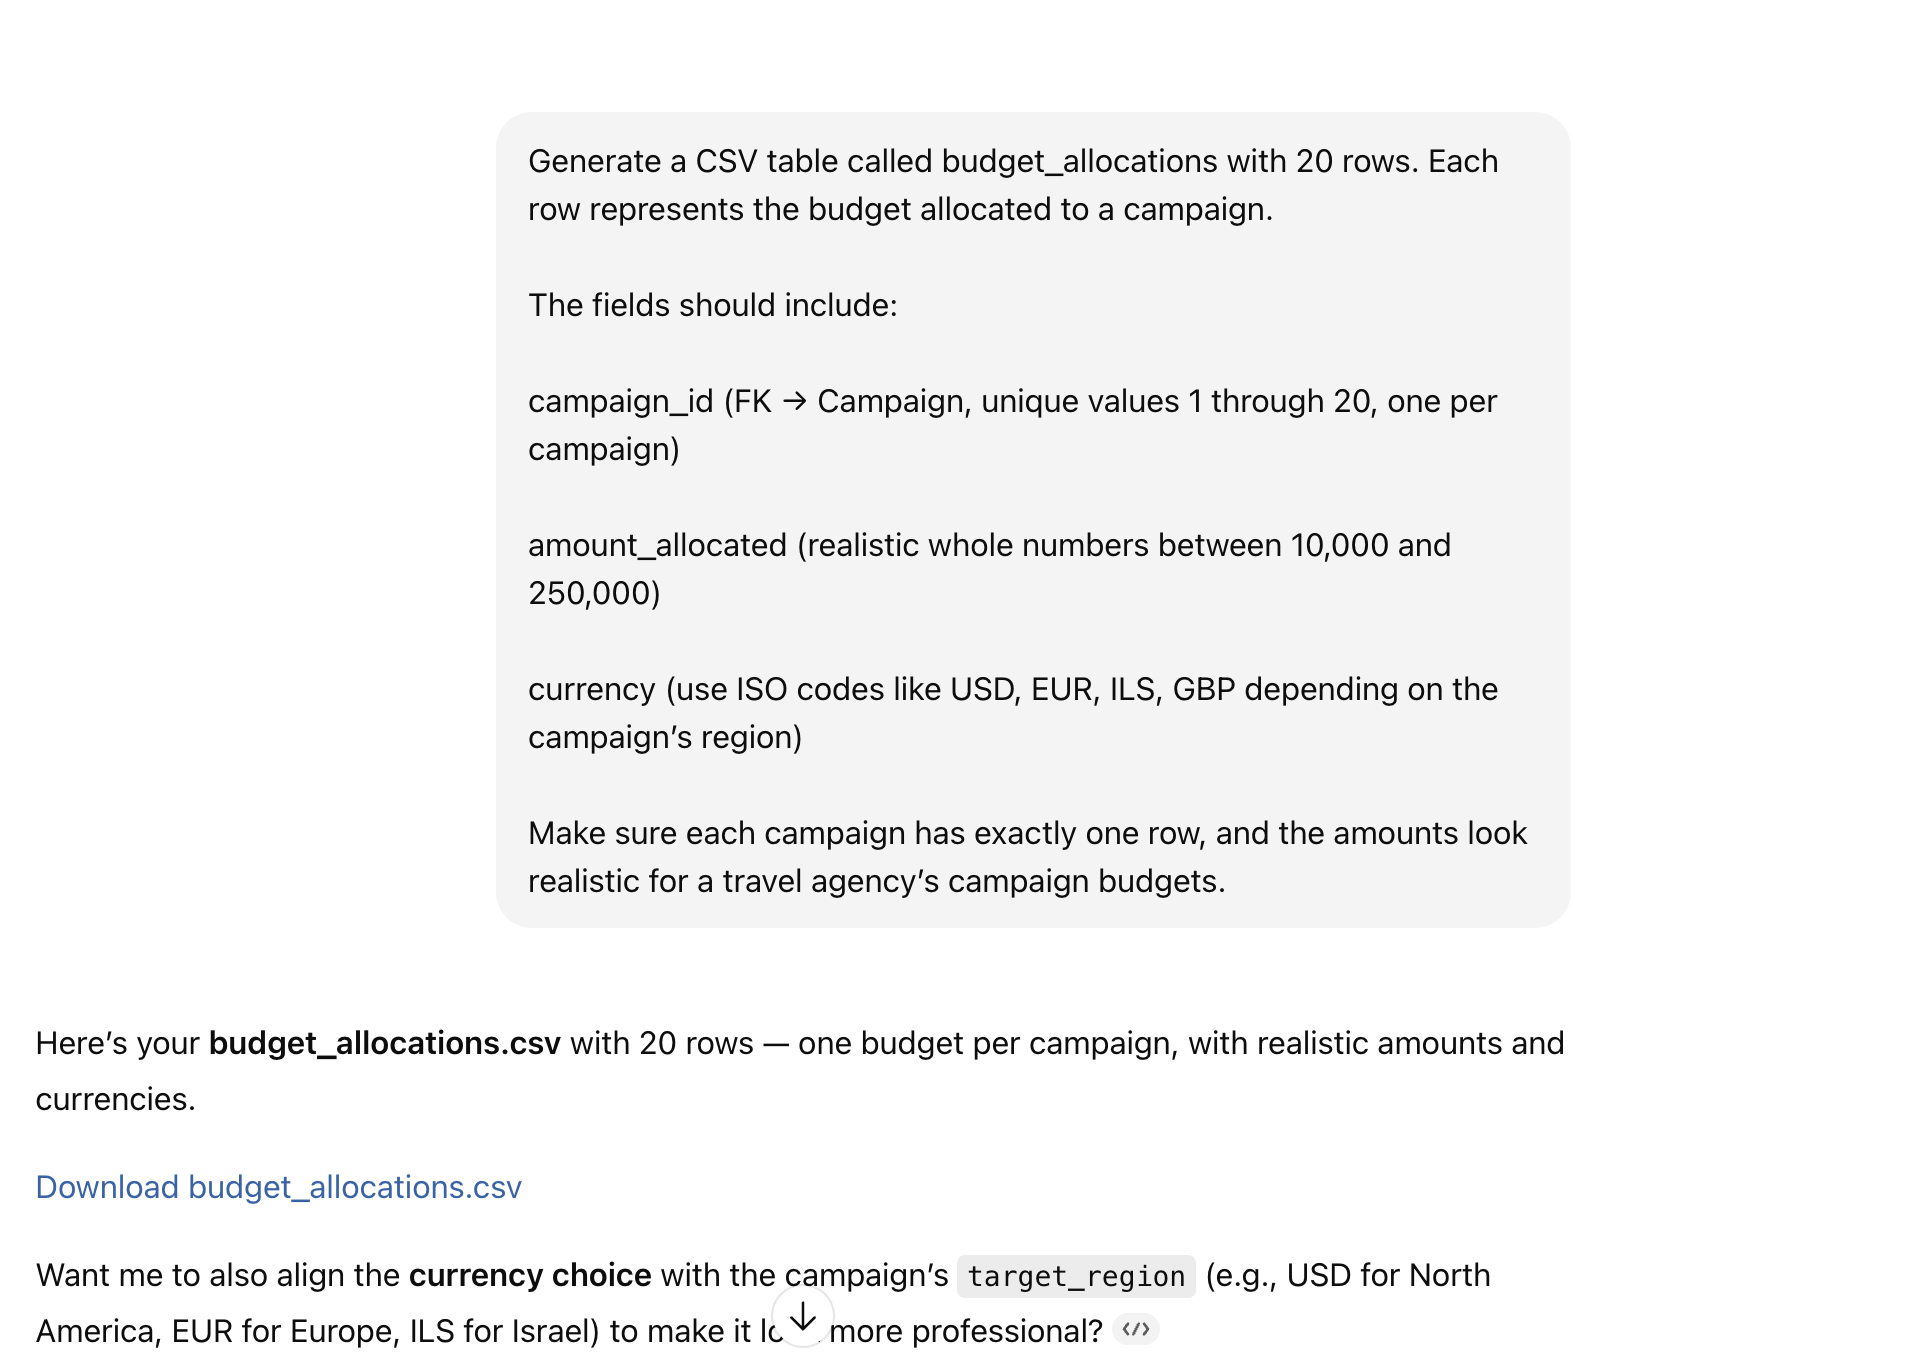 Generate a CSV table called budget_allocations with 20 rows. Each
row represents the budget allocated to a campaign.
The fields should include:
campaign_id (FK → Campaign, unique values 1 through 20, one per
campaign)
amount_allocated (realistic whole numbers between 10,000 and
250,000)
currency (use ISO codes like USD, EUR, ILS, GBP depending on the
campaign’s region)
Make sure each campaign has exactly one row, and the amounts look
realistic for a travel agency’s campaign budgets.
Here’s your budget_allocations.csv with 20 rows — one budget per campaign, with realistic amounts and
currencies.
Download budget_allocations.csv
Want me to also align the currency choice with the campaign’s target_region (e.g., USD for North
America, EUR for Europe, ILS for Israel) to make it more professional?